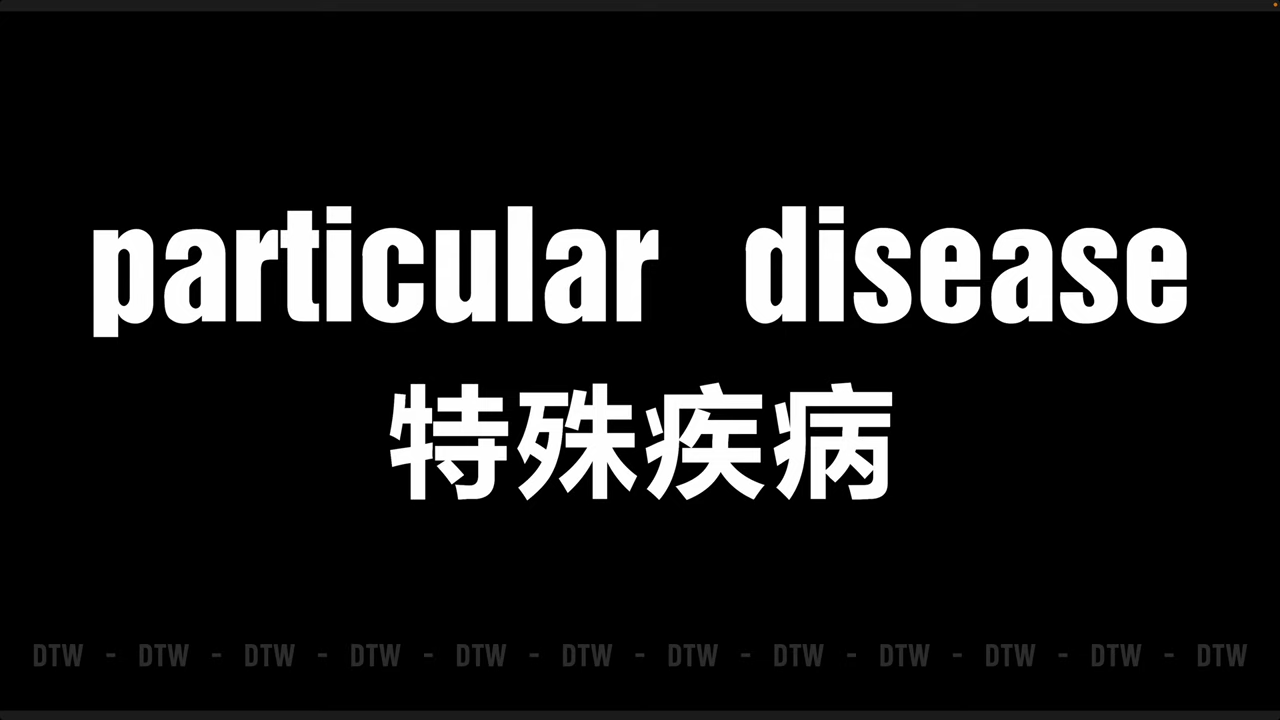 particular disease
特殊疾病
DTW - DTW - DTW - DTW - DTW - DTW - DTW - DTW - DTW - DTW - DTW - DTW